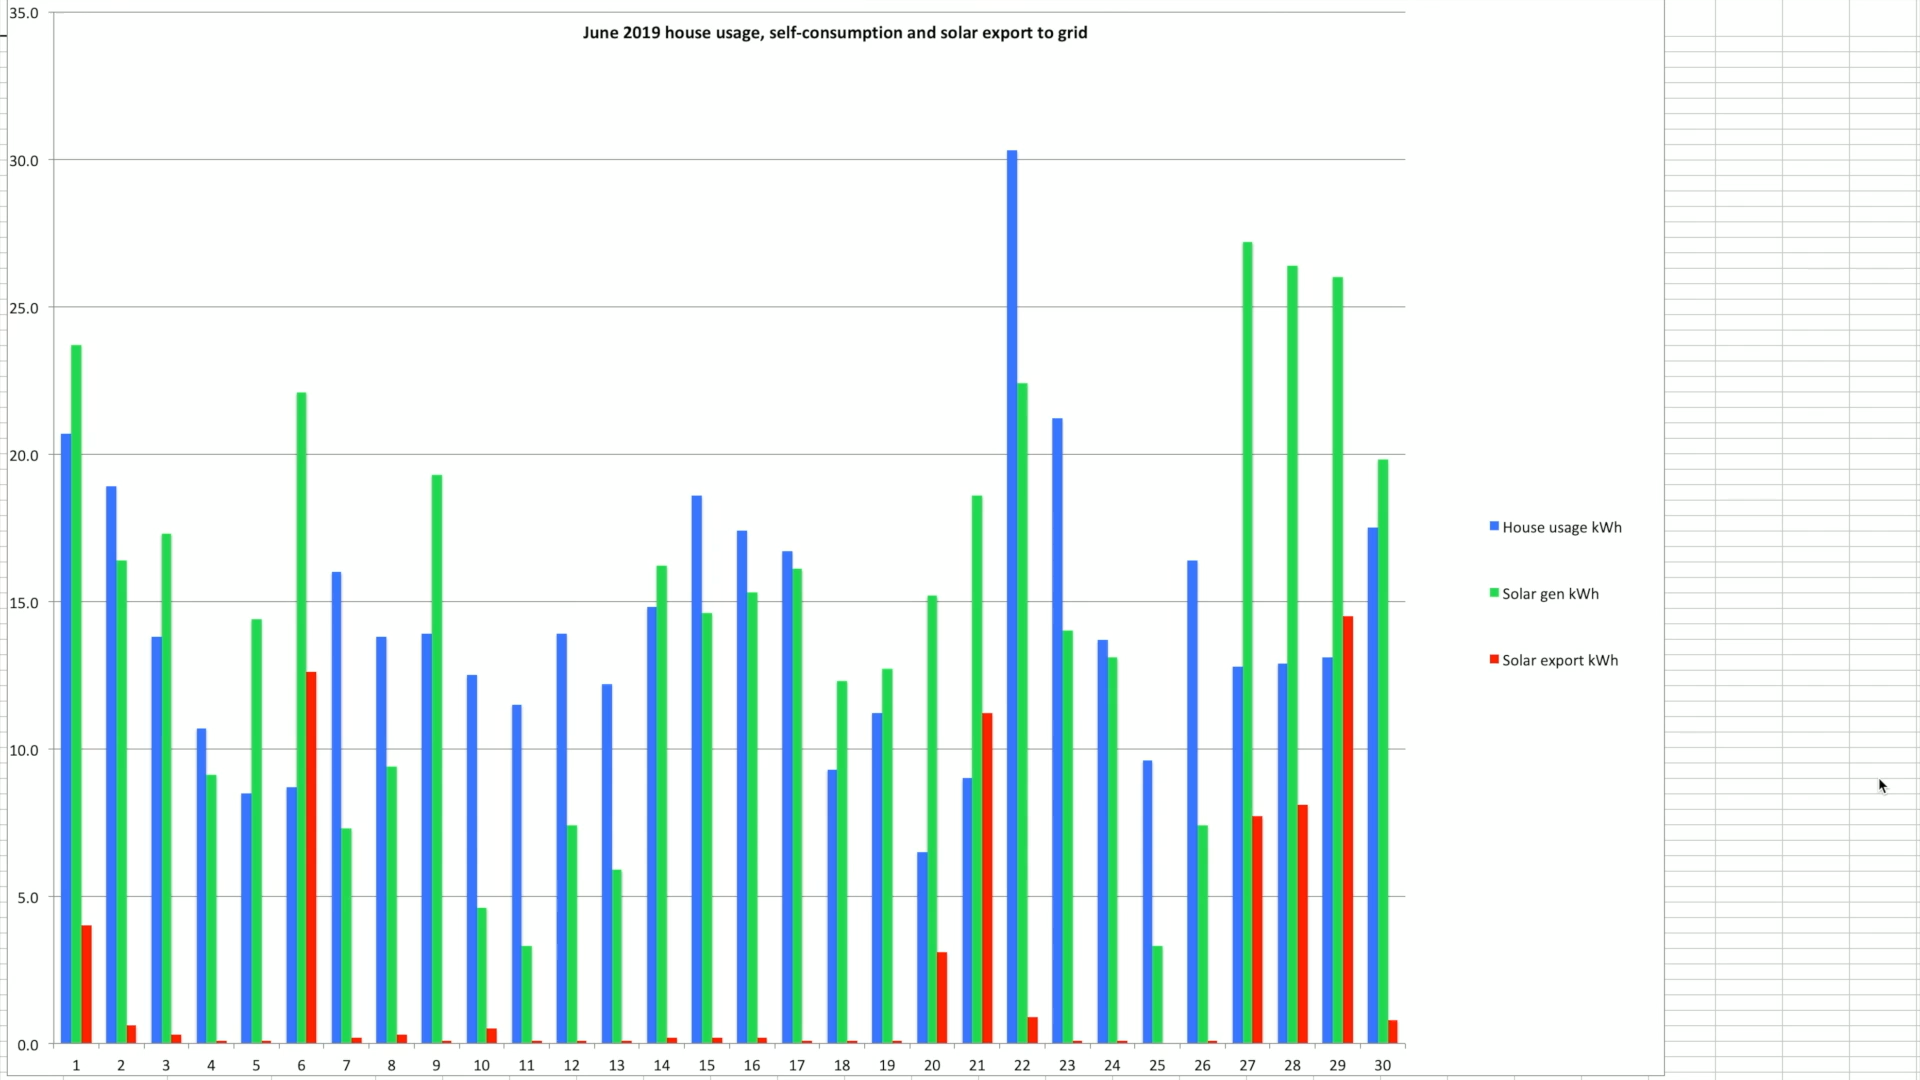 June 2019 house usage, self-consumption and solar export to grid
35.0
30.0
25.0
20.0
15.0
10.0
5.0
0.0
1 2 3 4 5 6 7 8 9 10 11 12 13 14 15 16 17 18 19 20 21 22 23 24 25 26 27 28 29 30
House usage kWh
Solar gen kWh
Solar export kWh